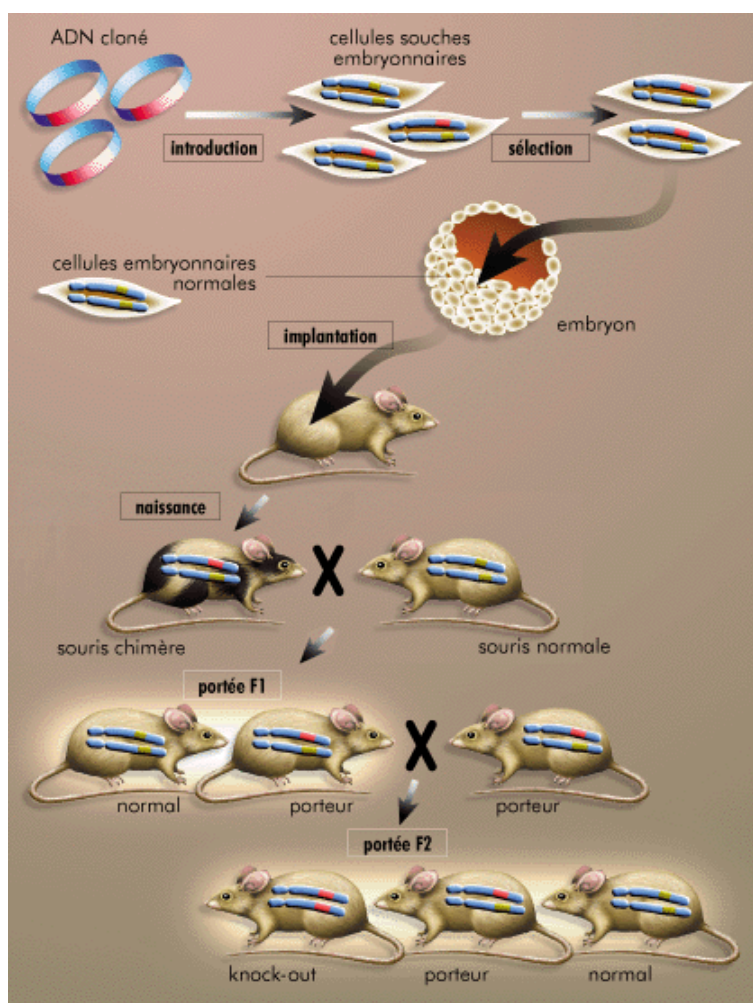 ADN cloné
cellules souches
embryonnaires
introduction
sélection
cellules embryonnaires
normales
embryon
implantation
naissance
X
souris chimère
souris normale
portée F1
X
normal
porteur
porteur
portée F2
knock-out
porteur
normal